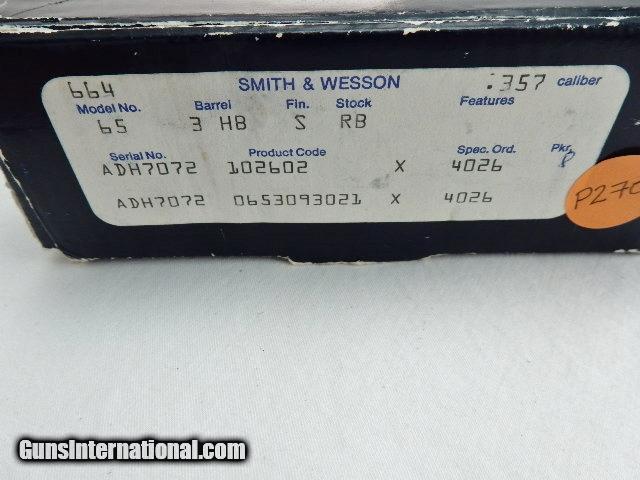 664 SMITH & WESSON .357 caliber
Model No. Barrel Fin. Stock Features
65 3 HB S RB
Serial No. Product Code Spec. Ord. Pkr.
ADH7072 102602 X 4026
ADH7072 0653093021 X 4026
P270
GunsInternational.com